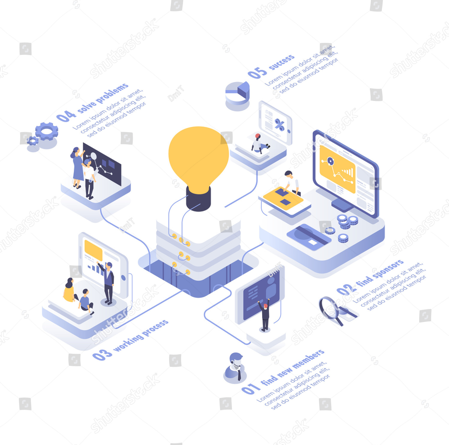 05 success
Lorem ipsum dolor sit amet,
consectetur adipiscing elit,
sed do eiusmod tempor
04 solve problems
Lorem ipsum dolor sit amet,
consectetur adipiscing elit,
sed do eiusmod tempor
02 find sponsors
Lorem ipsum dolor sit amet,
consectetur adipiscing elit,
sed do eiusmod tempor
03 working process
01 find new members
Lorem ipsum dolor sit amet,
consectetur adipiscing elit,
sed do eiusmod tempor
shutterstock